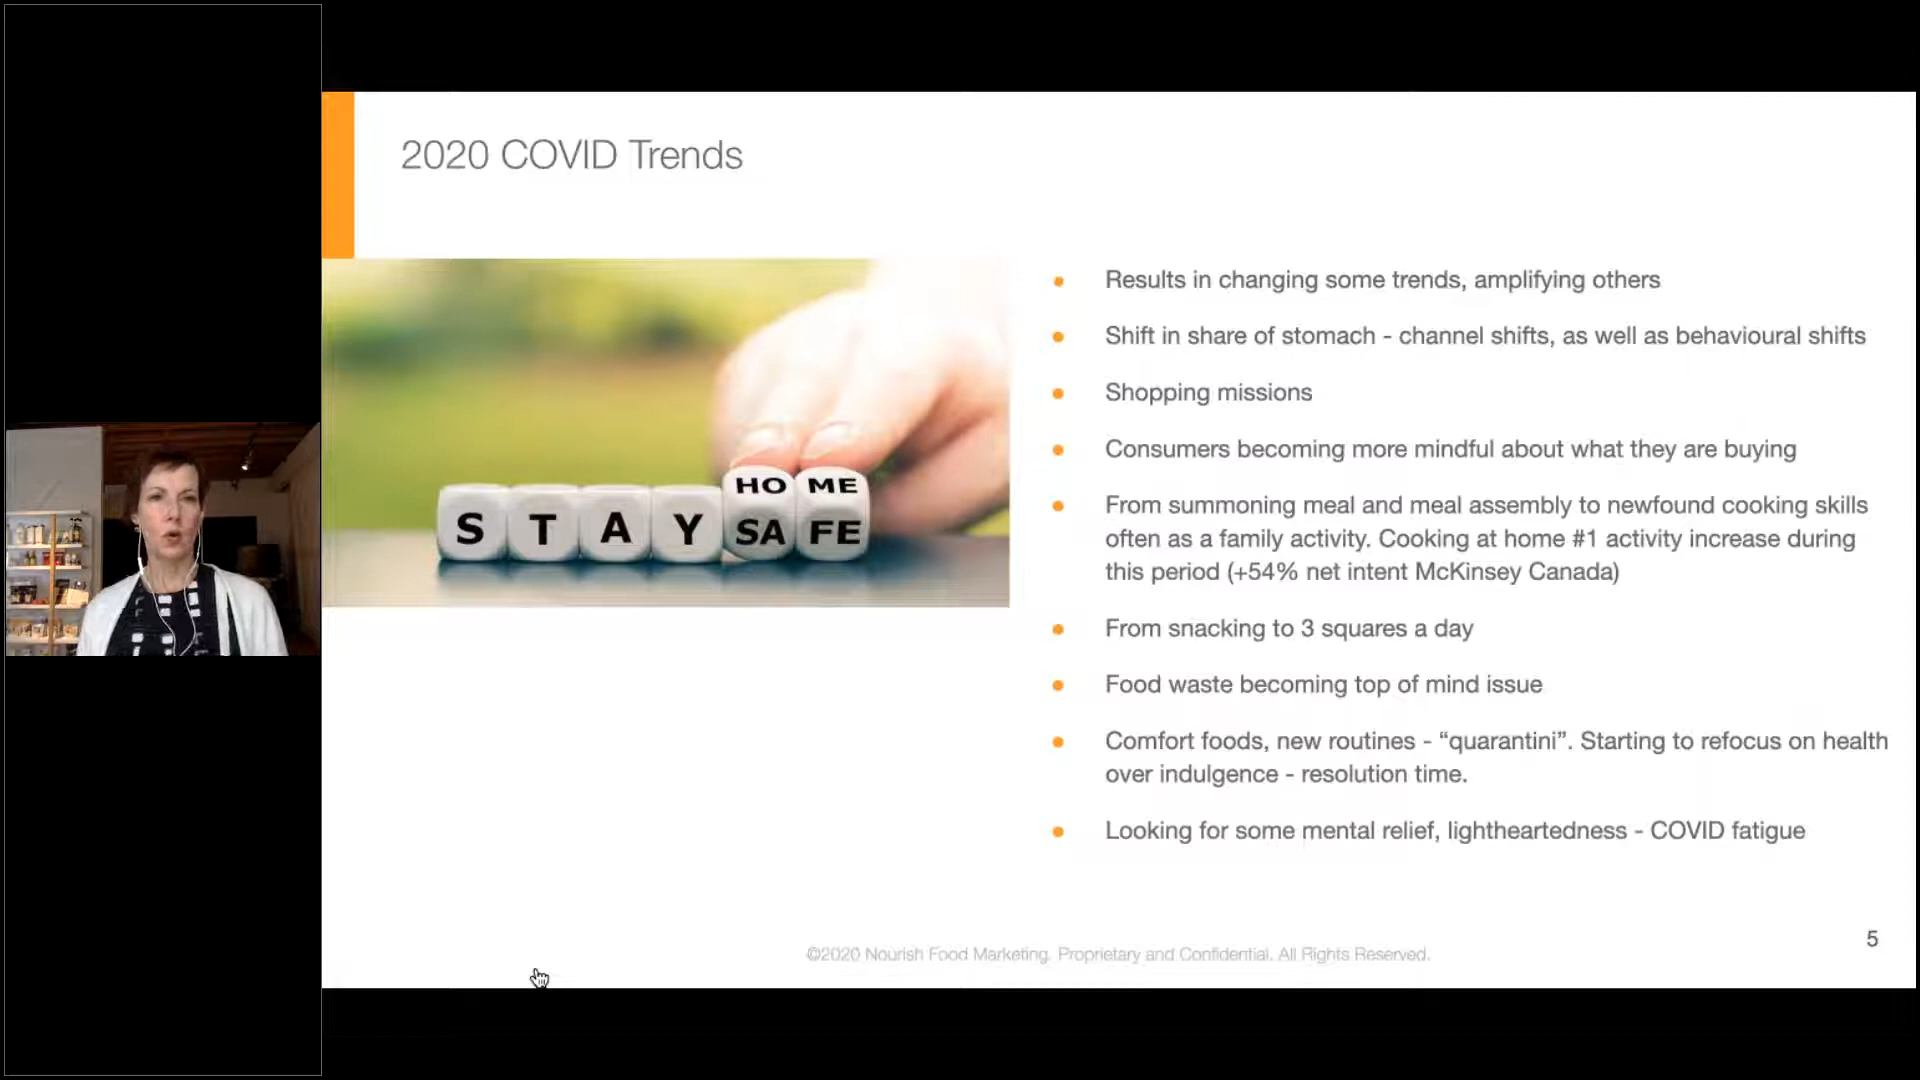 2020 COVID Trends
HO ME
S T A Y SA FE
Results in changing some trends, amplifying others
Shift in share of stomach - channel shifts, as well as behavioural shifts
Shopping missions
Consumers becoming more mindful about what they are buying
From summoning meal and meal assembly to newfound cooking skills
often as a family activity. Cooking at home #1 activity increase during
this period (+54% net intent McKinsey Canada)
From snacking to 3 squares a day
Food waste becoming top of mind issue
Comfort foods, new routines - “quarantini”. Starting to refocus on health
over indulgence - resolution time.
Looking for some mental relief, lightheartedness - COVID fatigue
©2020 Nourish Food Marketing. Proprietary and Confidential. All Rights Reserved.
5